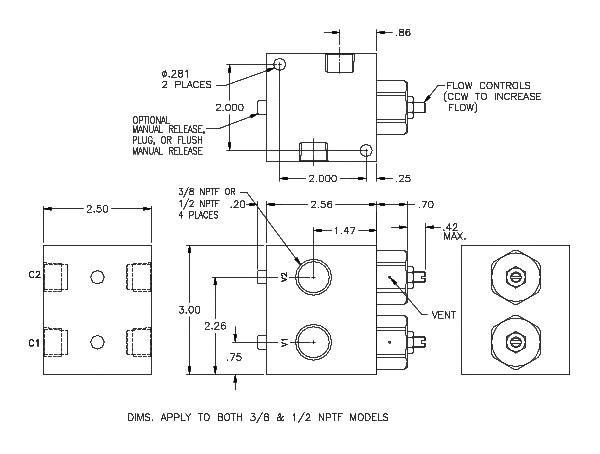 .86
Ø.281
2 PLACES
FLOW CONTROLS
(CCW TO INCREASE
FLOW)
2.000
OPTIONAL
MANUAL RELEASE,
PLUG, OR FLUSH
MANUAL RELEASE
2.000
.25
3/8 NPTF OR
1/2 NPTF
4 PLACES
.20
2.56
.70
2.50
1.47
.42
MAX.
C2
V2
3.00
2.26
VENT
C1
V1
.75
DIMS. APPLY TO BOTH 3/8 & 1/2 NPTF MODELS